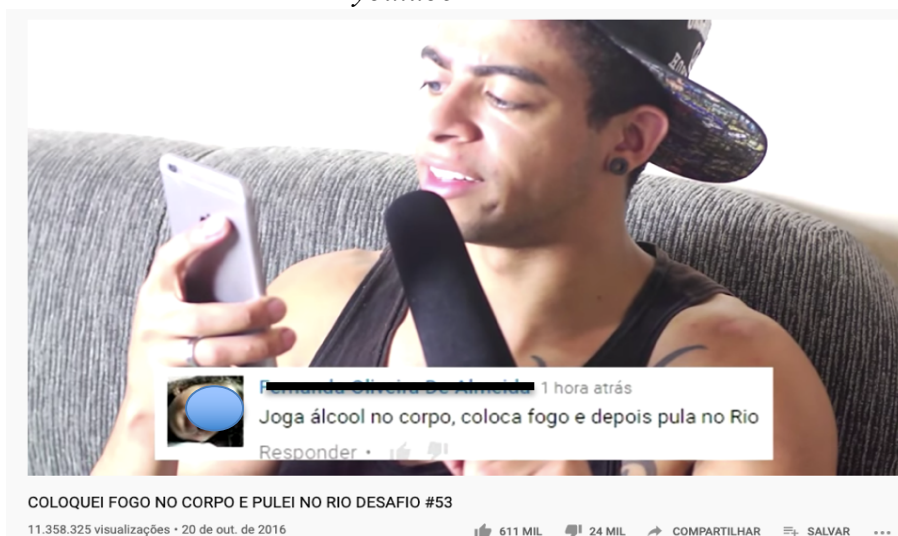 1 hora atrás
Joga álcool no corpo, coloca fogo e depois pula no Rio
Responder •
COLOQUEI FOGO NO CORPO E PULEI NO RIO DESAFIO #53
11.358.325 visualizações • 20 de out. de 2016
611 MIL 24 MIL COMPARTILHAR SALVAR